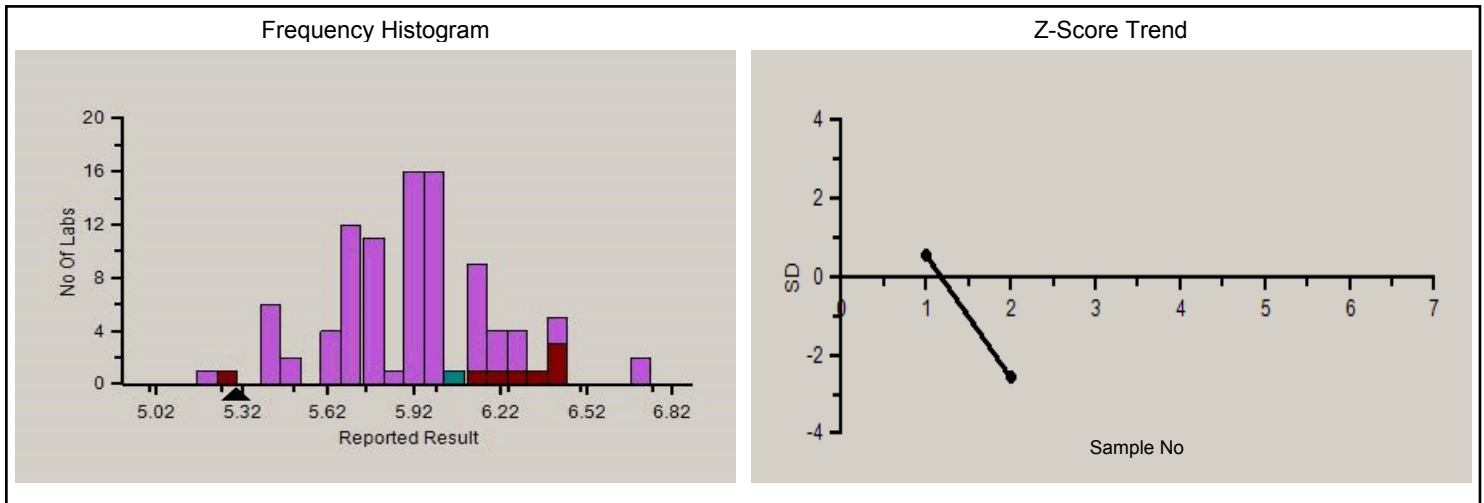 Frequency Histogram
20
16
12
8
4
0
No Of Labs
5.02 5.32 5.62 5.92 6.22 6.52 6.82
Reported Result
Z-Score Trend
4
2
0
-2
-4
SD
0 1 2 3 4 5 6 7
Sample No